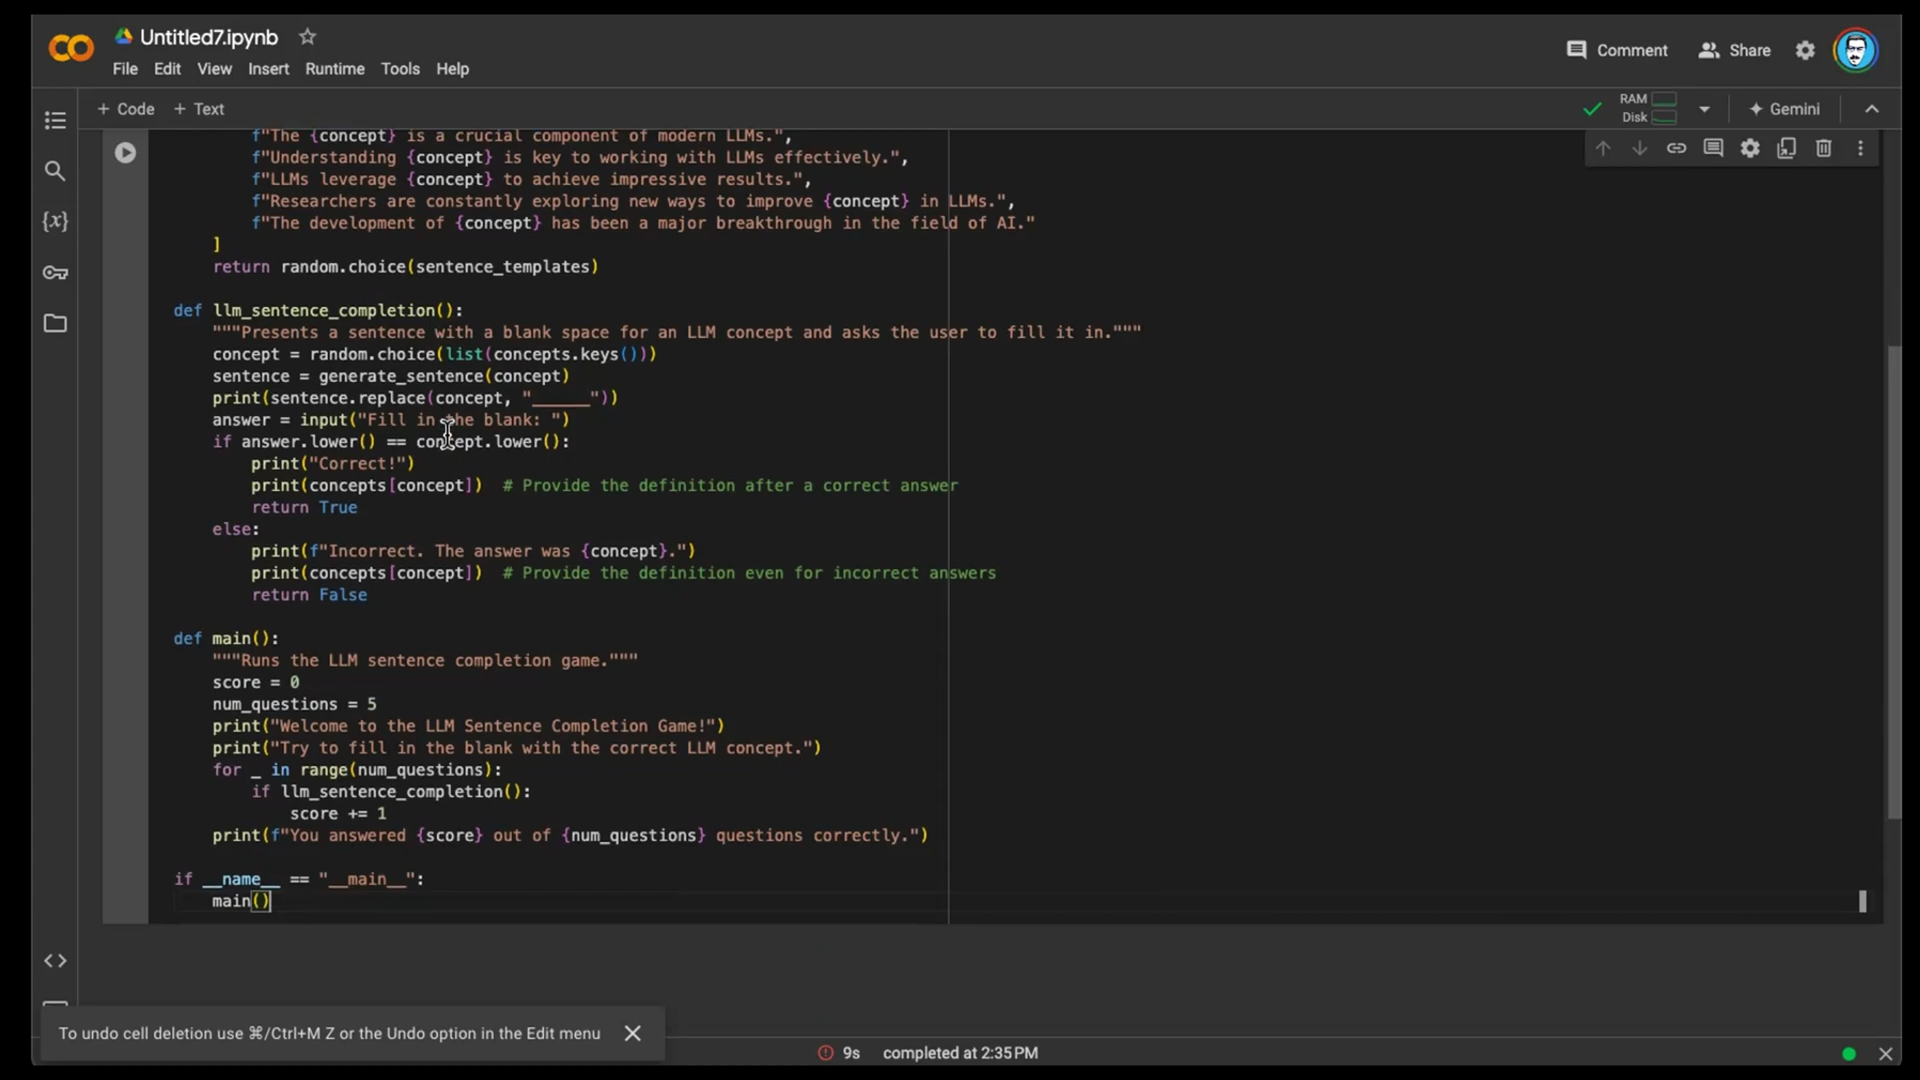 Untitled7.ipynb
Comment
Share
File Edit View Insert Runtime Tools Help
+ Code + Text
RAM
Disk
Gemini
f"The {concept} is a crucial component of modern LLMs.",
f"Understanding {concept} is key to working with LLMs effectively.",
f"LLMs leverage {concept} to achieve impressive results.",
f"Researchers are constantly exploring new ways to improve {concept} in LLMs.",
f"The development of {concept} has been a major breakthrough in the field of AI."
]
return random.choice(sentence_templates)
def llm_sentence_completion():
"""Presents a sentence with a blank space for an LLM concept and asks the user to fill it in."""
concept = random.choice(list(concepts.keys()))
sentence = generate_sentence(concept)
print(sentence.replace(concept, "______"))
answer = input("Fill in the blank: ")
if answer.lower() == concept.lower():
print("Correct!")
print(concepts[concept])  # Provide the definition after a correct answer
return True
else:
print(f"Incorrect. The answer was {concept}.")
print(concepts[concept])  # Provide the definition even for incorrect answers
return False
def main():
"""Runs the LLM sentence completion game."""
score = 0
num_questions = 5
print("Welcome to the LLM Sentence Completion Game!")
print("Try to fill in the blank with the correct LLM concept.")
for _ in range(num_questions):
if llm_sentence_completion():
score += 1
print(f"You answered {score} out of {num_questions} questions correctly.")
if __name__ == "__main__":
main()
To undo cell deletion use ⌘/Ctrl+M Z or the Undo option in the Edit menu
9s completed at 2:35 PM